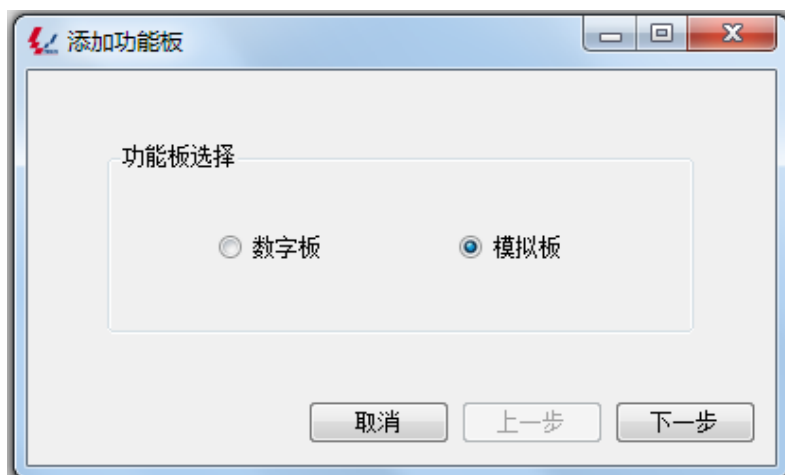 添加功能板
功能板选择
数字板 模拟板
取消 上一步 下一步